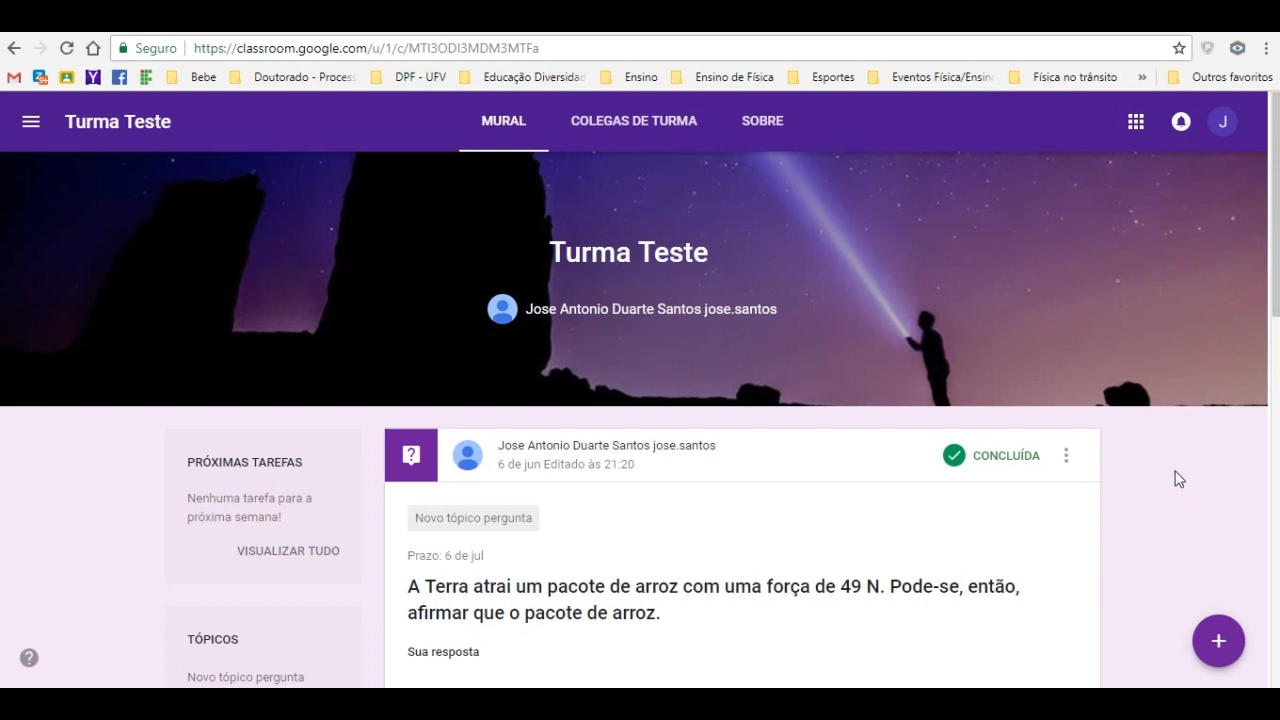 Seguro https://classroom.google.com/u/1/c/MTI3ODI3MDM3MTFa
Bebe Doutorado - Process DPF - UFV Educação Diversidad Ensino Ensino de Física Esportes Eventos Física/Ensin Física no trânsito » Outros favoritos
Turma Teste MURAL COLEGAS DE TURMA SOBRE J
Turma Teste
Jose Antonio Duarte Santos jose.santos
PRÓXIMAS TAREFAS
Nenhuma tarefa para a
próxima semana!
VISUALIZAR TUDO
TÓPICOS
Novo tópico pergunta
Jose Antonio Duarte Santos jose.santos
6 de jun Editado às 21:20
CONCLUÍDA
Novo tópico pergunta
Prazo: 6 de jul
A Terra atrai um pacote de arroz com uma força de 49 N. Pode-se, então,
afirmar que o pacote de arroz.
Sua resposta